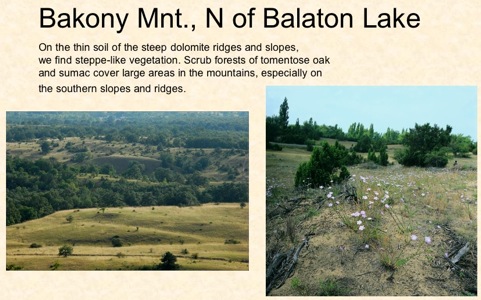 Bakony Mnt., N of Balaton Lake
On the thin soil of the steep dolomite ridges and slopes,
we find steppe-like vegetation. Scrub forests of tomentose oak
and sumac cover large areas in the mountains, especially on
the southern slopes and ridges.